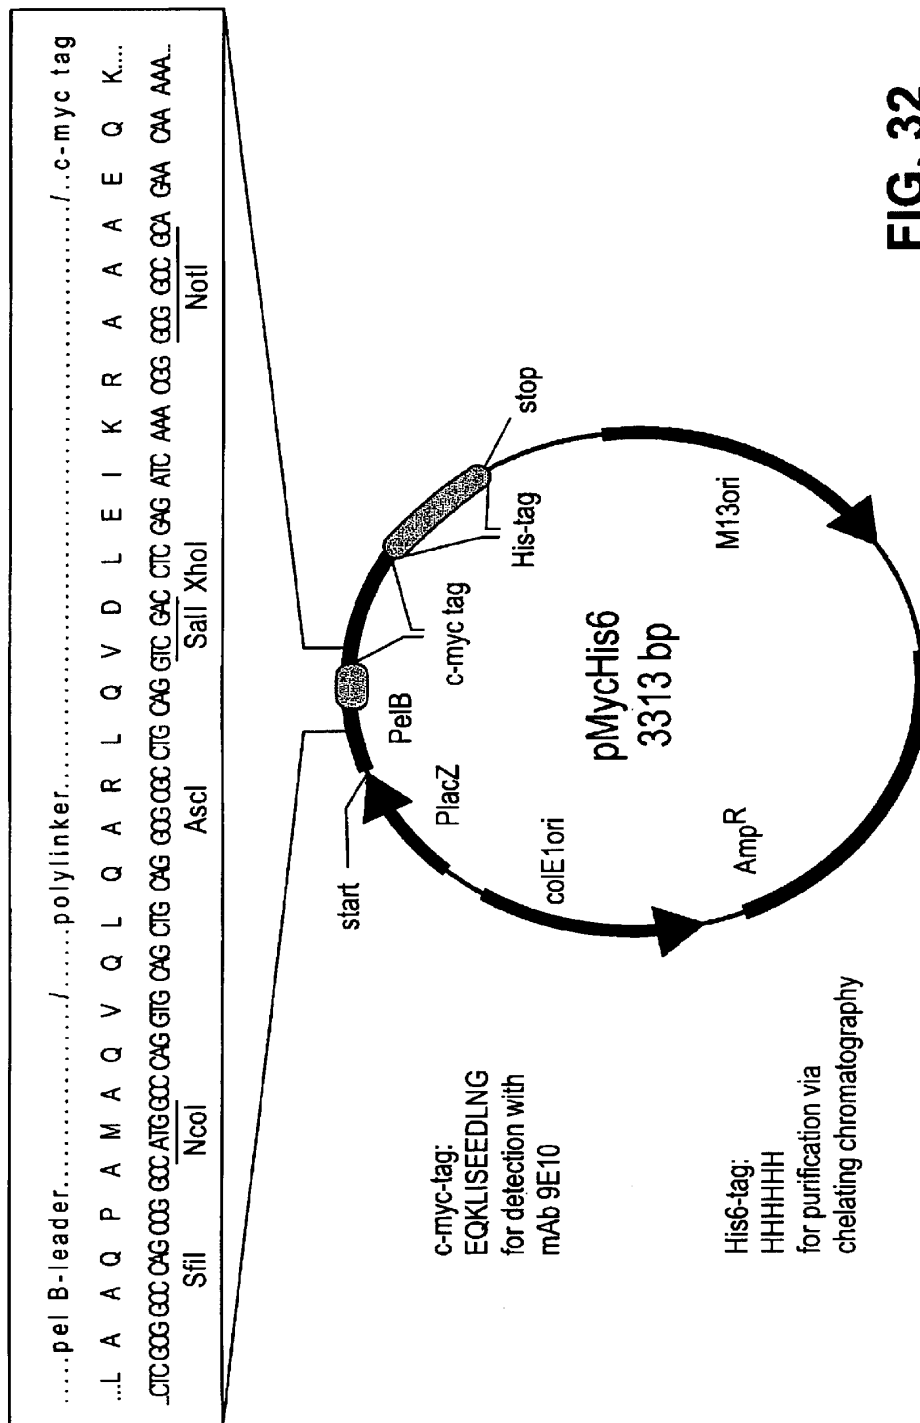 .....pel B-leader............../.....polylinker......................................................../..c-myc tag
...L A A Q P A M A Q V Q L Q A R L Q V D L E I K R A A A E Q K....
..CTC GCG GCC CAG CCG GCC ATG GCC CAG GTG CAG CTG CAG GCG CGC CTG CAG GTC GAC CTC GAG ATC AAA CGG GCG GCC GCA GAA CAA AAA..
SfiI NcoI AscI SalI XhoI NotI
start
PlacZ
PelB
c-myc tag
His-tag
stop
colE1ori
pMycHis6
3313 bp
M13ori
AmpR
c-myc-tag:
EQKLISEEDLNG
for detection with
mAb 9E10
His6-tag:
HHHHHH
for purification via
chelating chromatography
FIG. 32